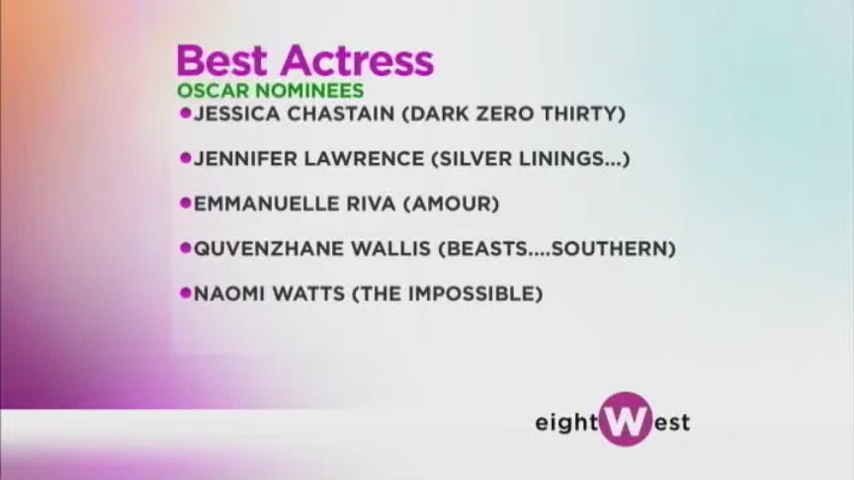 Best Actress
OSCAR NOMINEES
•JESSICA CHASTAIN (DARK ZERO THIRTY)
•JENNIFER LAWRENCE (SILVER LININGS...)
•EMMANUELLE RIVA (AMOUR)
•QUVENZHANE WALLIS (BEASTS....SOUTHERN)
•NAOMI WATTS (THE IMPOSSIBLE)
eightWest